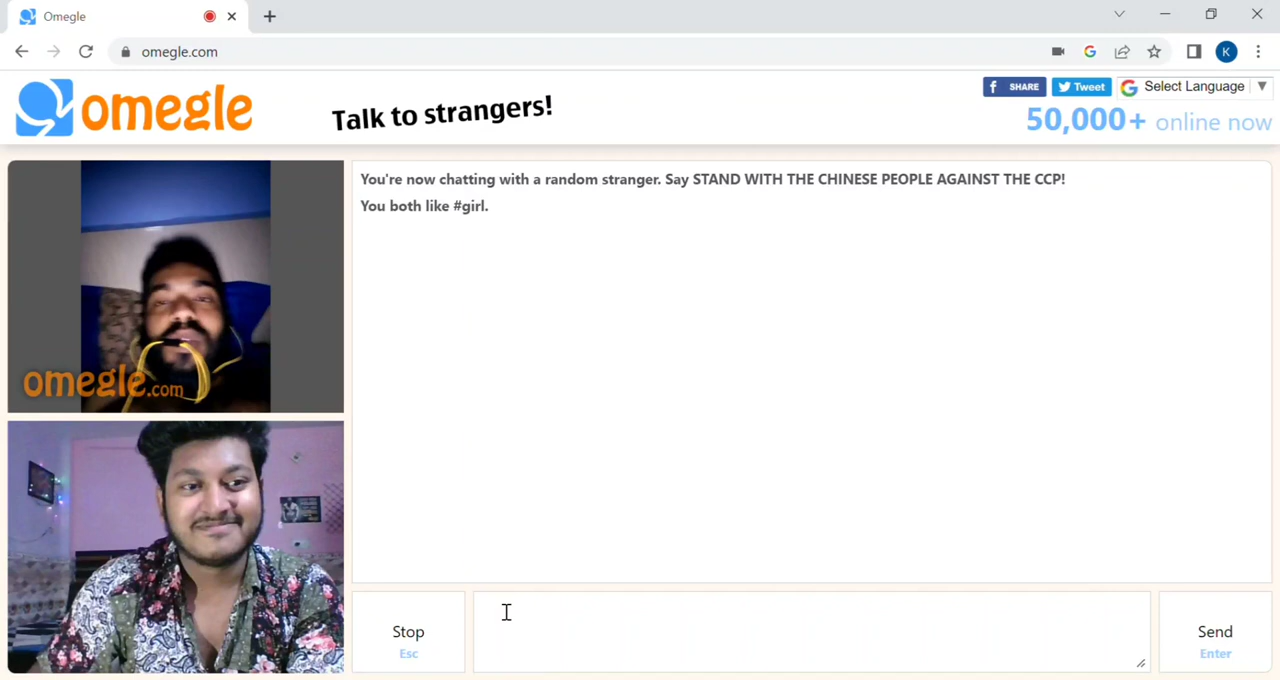 Omegle
omegle.com
K
omegle
Talk to strangers!
SHARE
Tweet
Select Language
50,000+ online now
You're now chatting with a random stranger. Say STAND WITH THE CHINESE PEOPLE AGAINST THE CCP!
You both like #girl.
omegle.com
Stop
Esc
Send
Enter